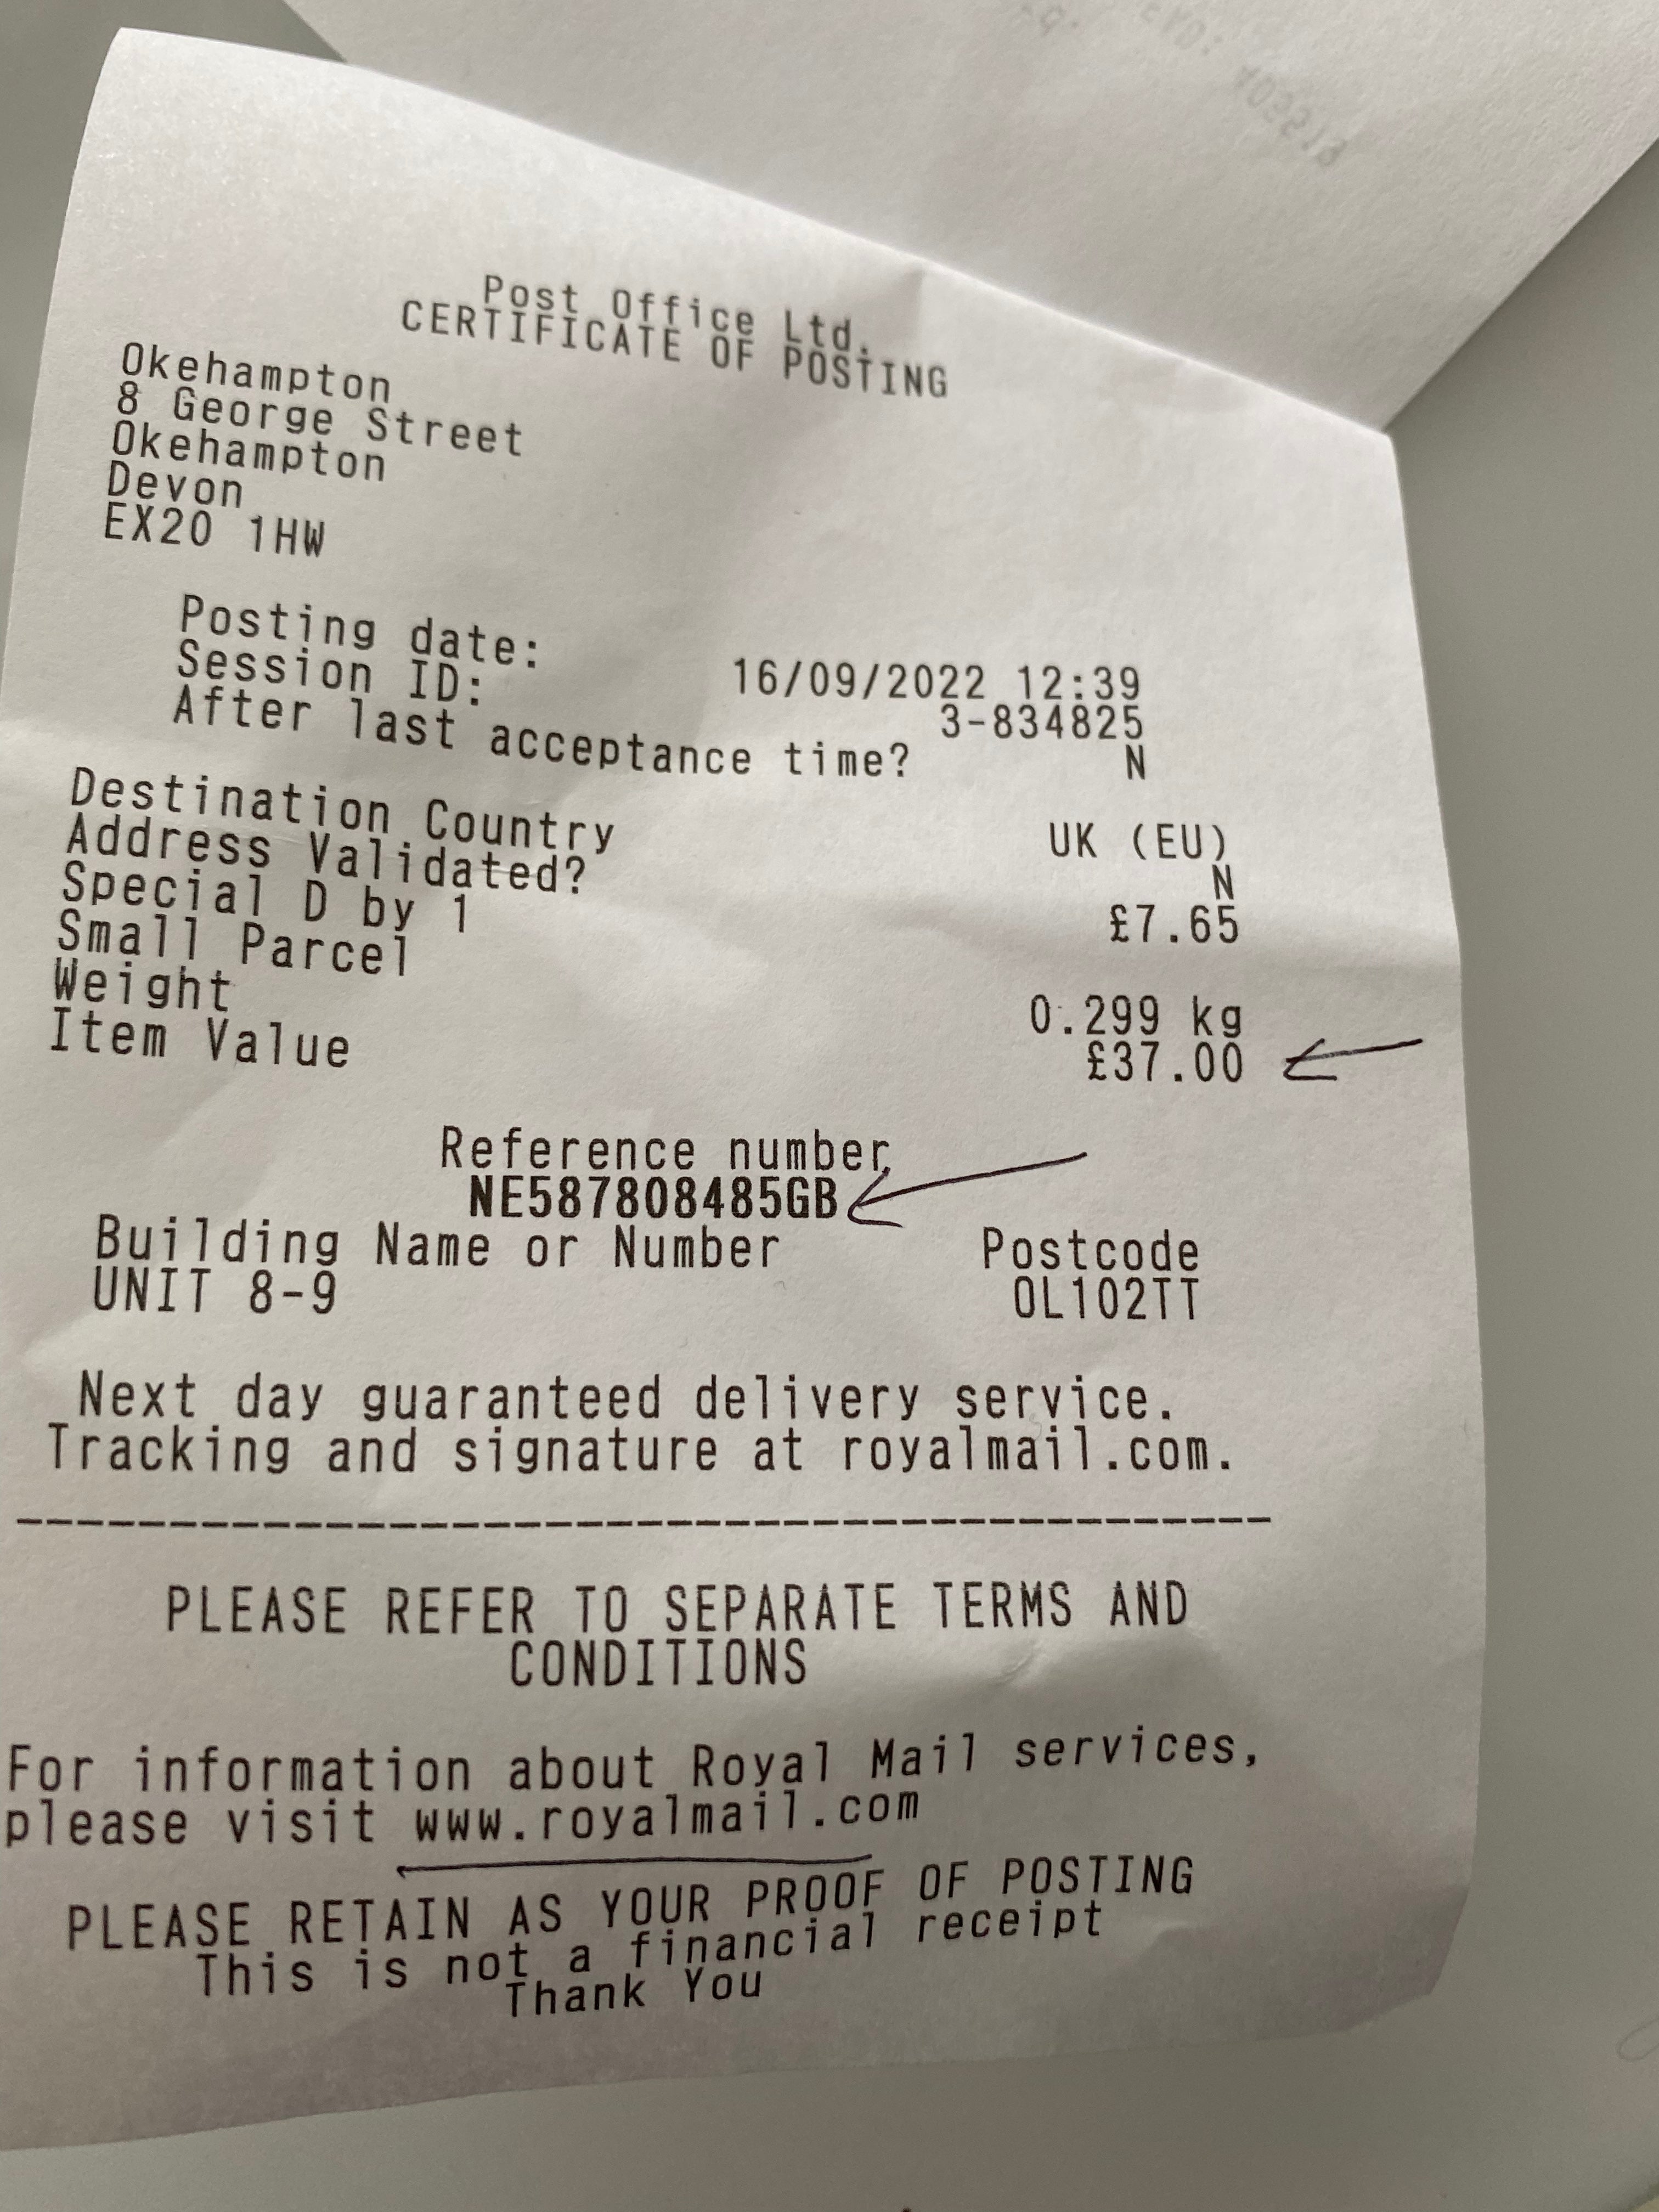 Post Office Ltd.
CERTIFICATE OF POSTING
Okehampton
8 George Street
Okehampton
Devon
EX20 1HW
Posting date: 16/09/2022 12:39
Session ID: 3-834825
After last acceptance time? N
Destination Country UK (EU)
Address Validated? N
Special D by 1 £7.65
Small Parcel
Weight 0.299 kg
Item Value £37.00
Reference number
NE587808485GB
Building Name or Number Postcode
UNIT 8-9 OL102TT
Next day guaranteed delivery service.
Tracking and signature at royalmail.com.
PLEASE REFER TO SEPARATE TERMS AND
CONDITIONS
For information about Royal Mail services,
please visit www.royalmail.com
PLEASE RETAIN AS YOUR PROOF OF POSTING
This is not a financial receipt
Thank You